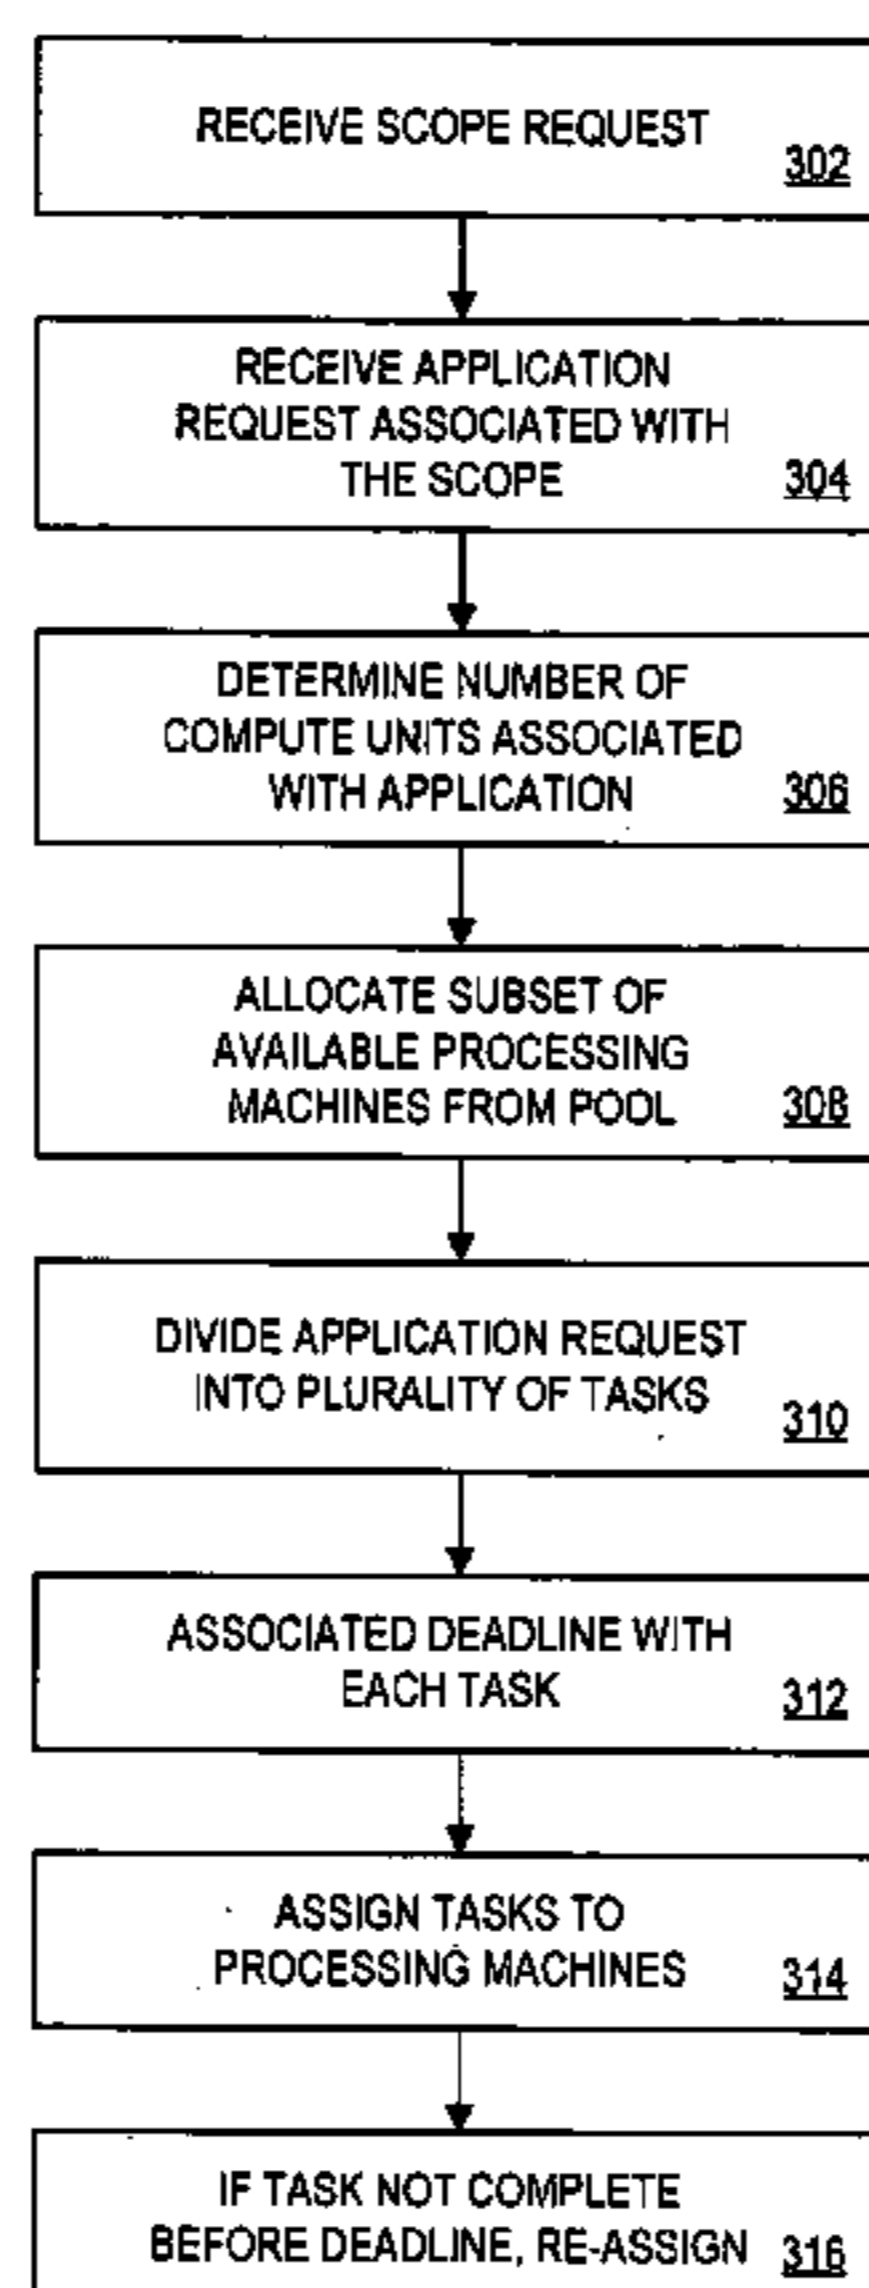 RECEIVE SCOPE REQUEST
302
RECEIVE APPLICATION
REQUEST ASSOCIATED WITH
THE SCOPE
304
DETERMINE NUMBER OF
COMPUTE UNITS ASSOCIATED
WITH APPLICATION
306
ALLOCATE SUBSET OF
AVAILABLE PROCESSING
MACHINES FROM POOL
308
DIVIDE APPLICATION REQUEST
INTO PLURALITY OF TASKS
310
ASSOCIATED DEADLINE WITH
EACH TASK
312
ASSIGN TASKS TO
PROCESSING MACHINES
314
IF TASK NOT COMPLETE
BEFORE DEADLINE, RE-ASSIGN
316